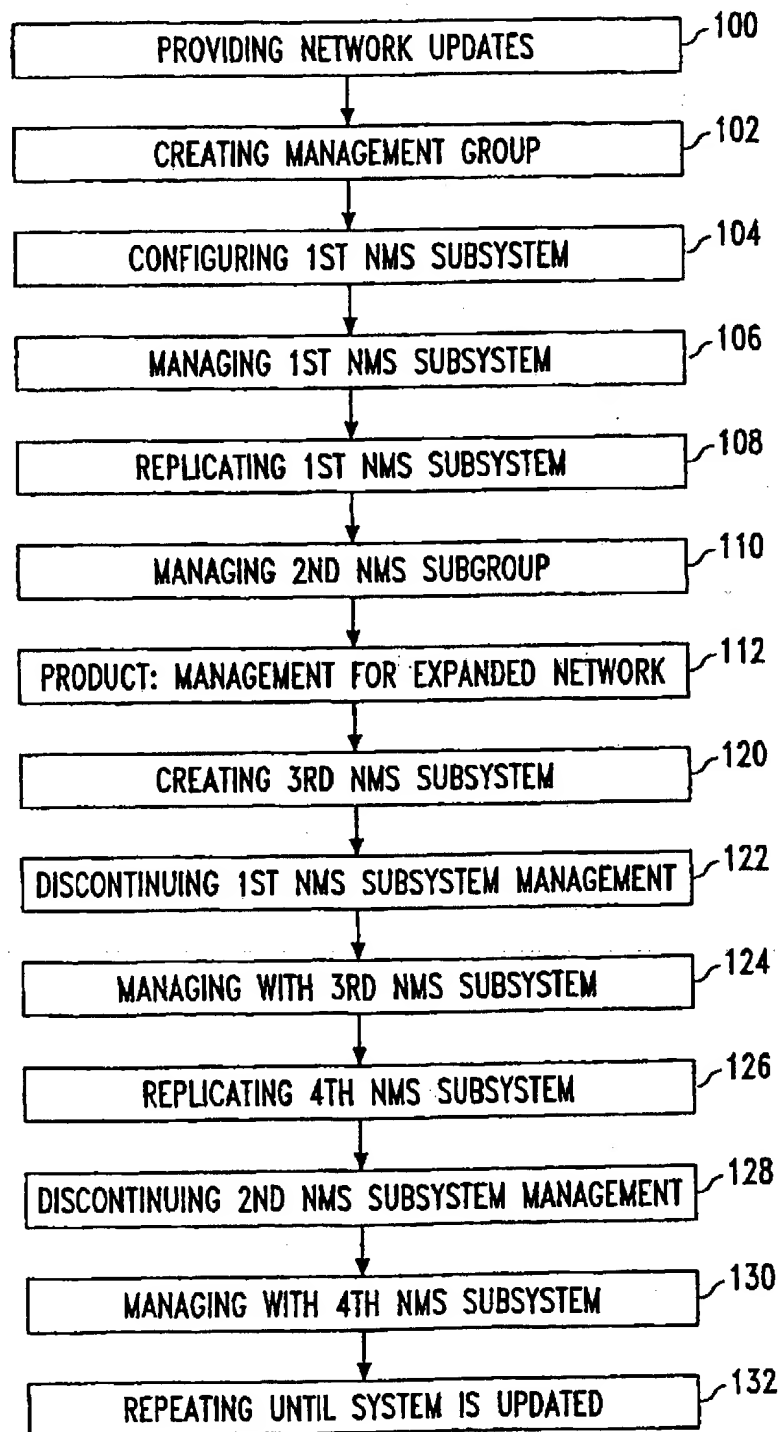 PROVIDING NETWORK UPDATES 100
CREATING MANAGEMENT GROUP 102
CONFIGURING 1ST NMS SUBSYSTEM 104
MANAGING 1ST NMS SUBSYSTEM 106
REPLICATING 1ST NMS SUBSYSTEM 108
MANAGING 2ND NMS SUBGROUP 110
PRODUCT: MANAGEMENT FOR EXPANDED NETWORK 112
CREATING 3RD NMS SUBSYSTEM 120
DISCONTINUING 1ST NMS SUBSYSTEM MANAGEMENT 122
MANAGING WITH 3RD NMS SUBSYSTEM 124
REPLICATING 4TH NMS SUBSYSTEM 126
DISCONTINUING 2ND NMS SUBSYSTEM MANAGEMENT 128
MANAGING WITH 4TH NMS SUBSYSTEM 130
REPEATING UNTIL SYSTEM IS UPDATED 132